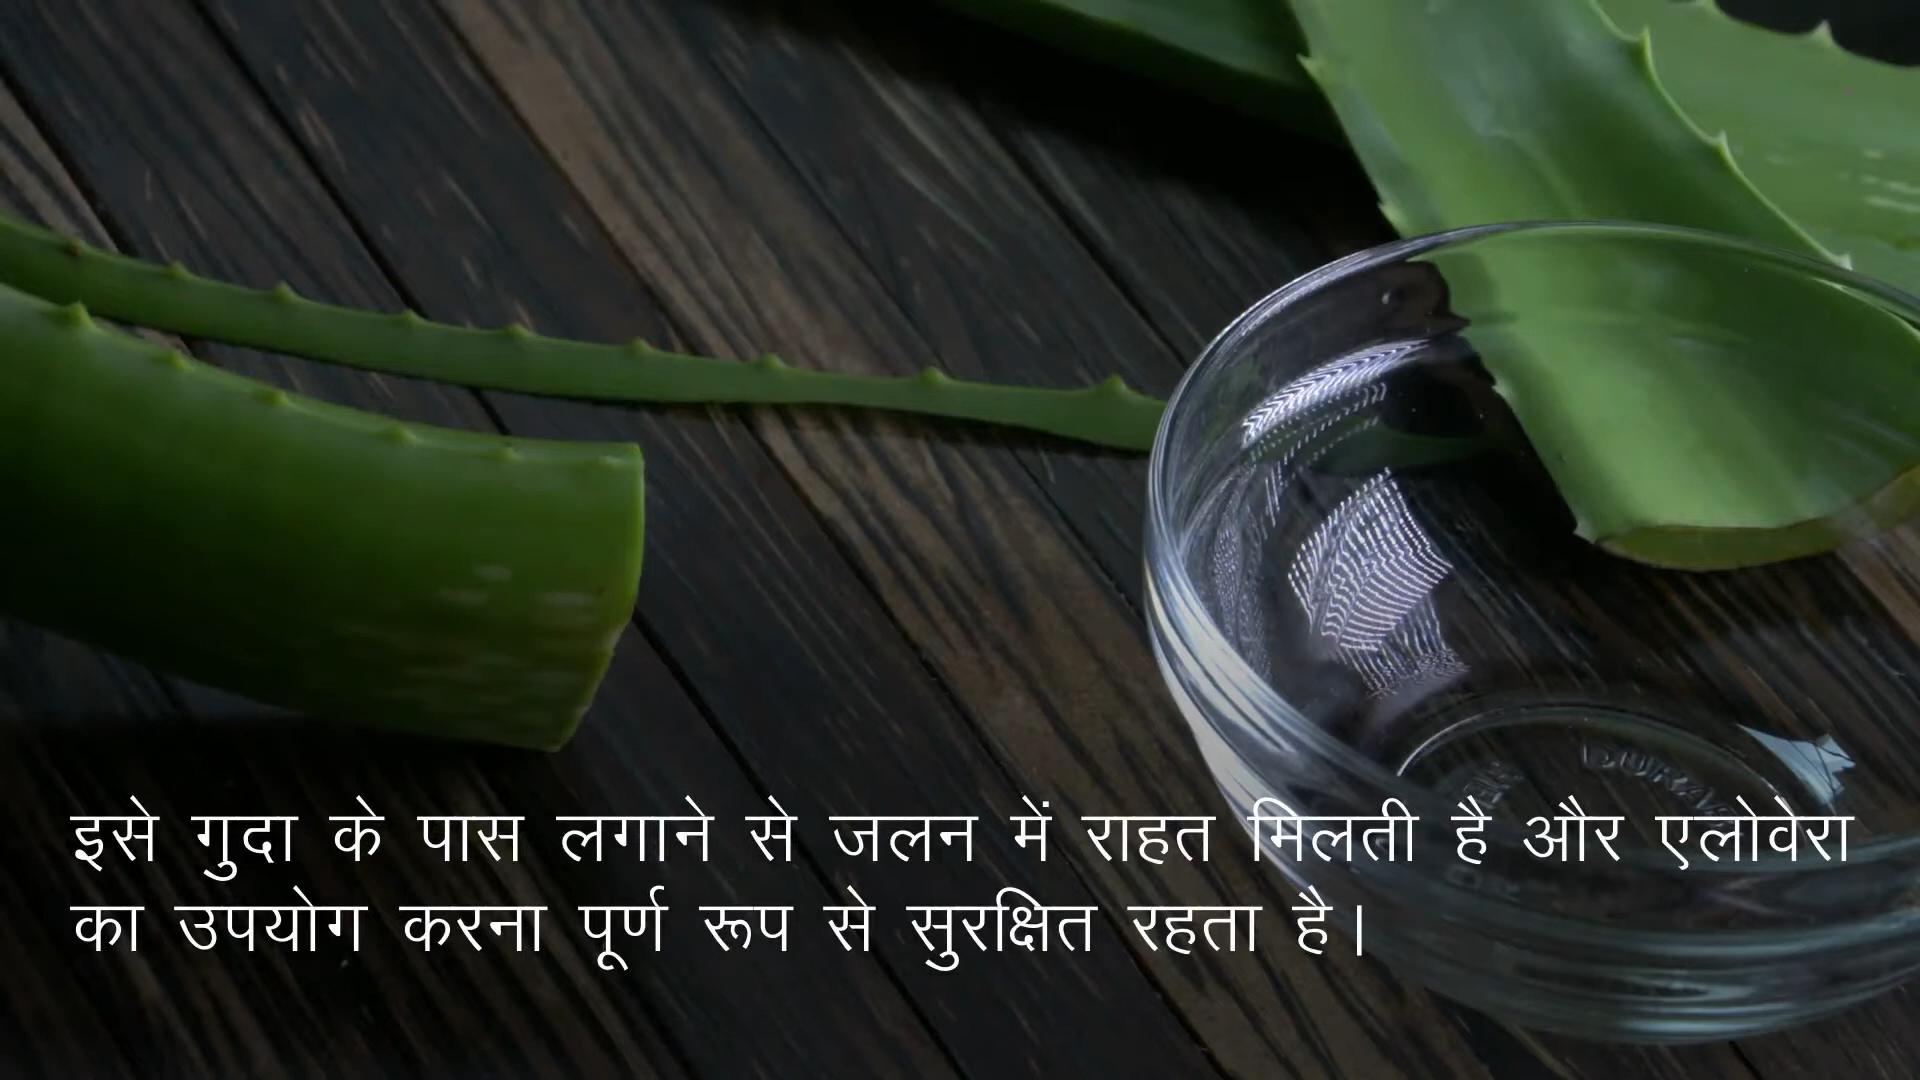 इसे गुदा के पास लगाने से जलन में राहत मिलती है और एलोवेरा
का उपयोग करना पूर्ण रूप से सुरक्षित रहता है।